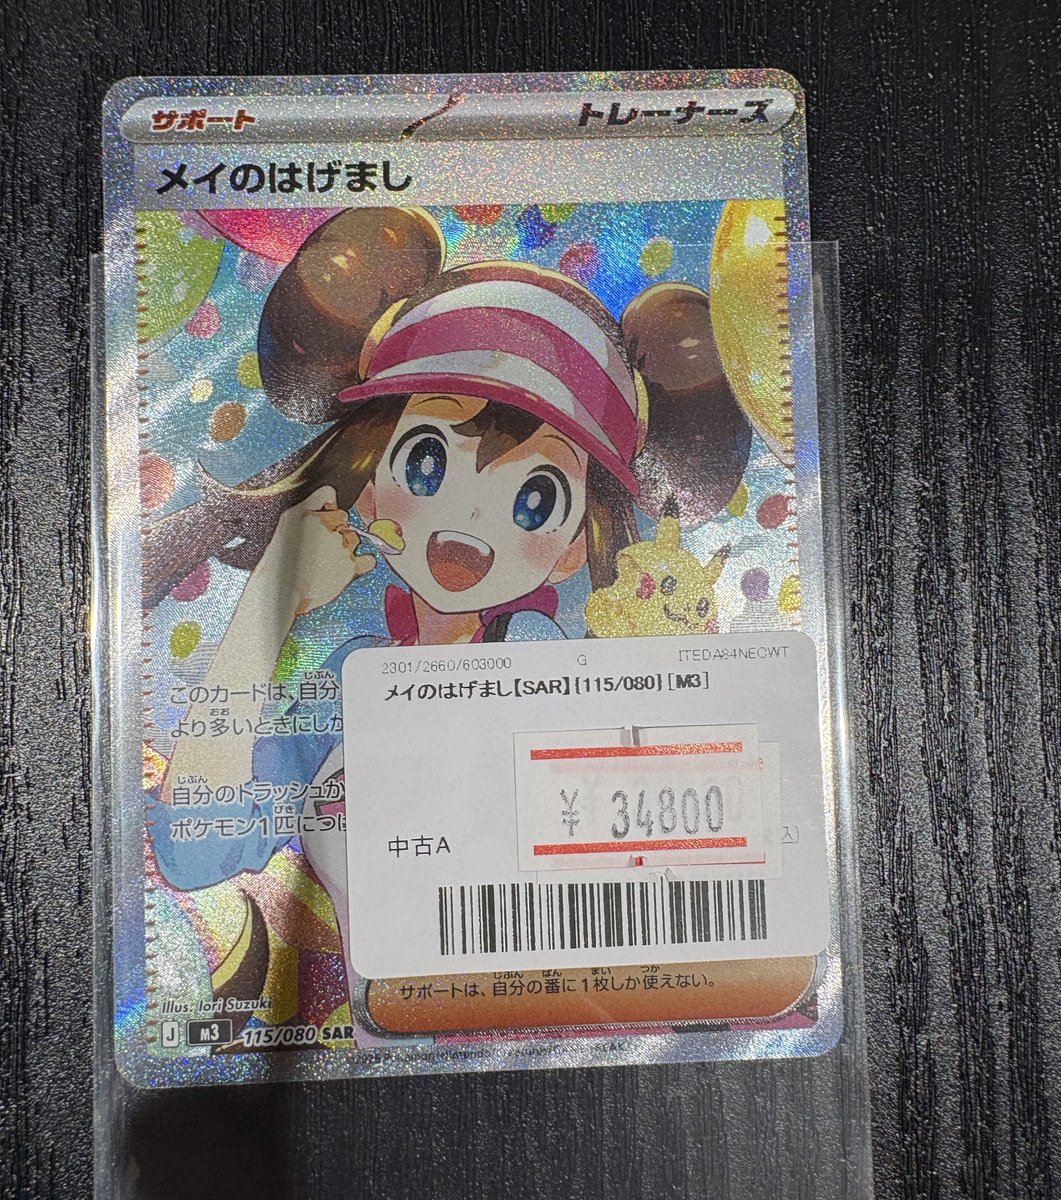 サポート
トレーナーズ
メイのはげまし
このカードは、自分
より多いときにしか
自分のトラッシュか
ポケモン1匹につけ
2301/2660/603000 G ITEDA84NECWT
メイのはげまし【SAR】{115/080} [M3]
¥ 34800
中古A
サポートは、自分の番に1枚しか使えない。
Illus. Iori Suzuki
J M3 115/080 SAR